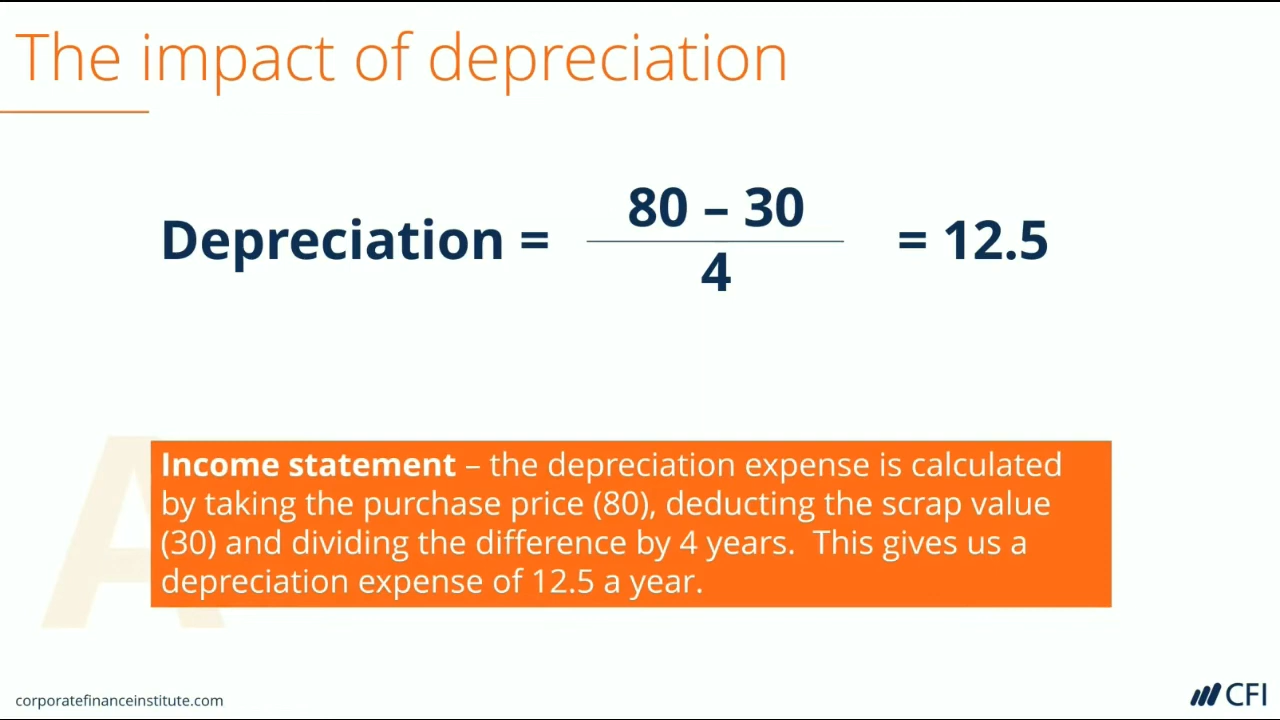 The impact of depreciation
80 – 30
Depreciation = = 12.5
4
A
Income statement – the depreciation expense is calculated
by taking the purchase price (80), deducting the scrap value
(30) and dividing the difference by 4 years.  This gives us a
depreciation expense of 12.5 a year.
corporatefinanceinstitute.com
CFI